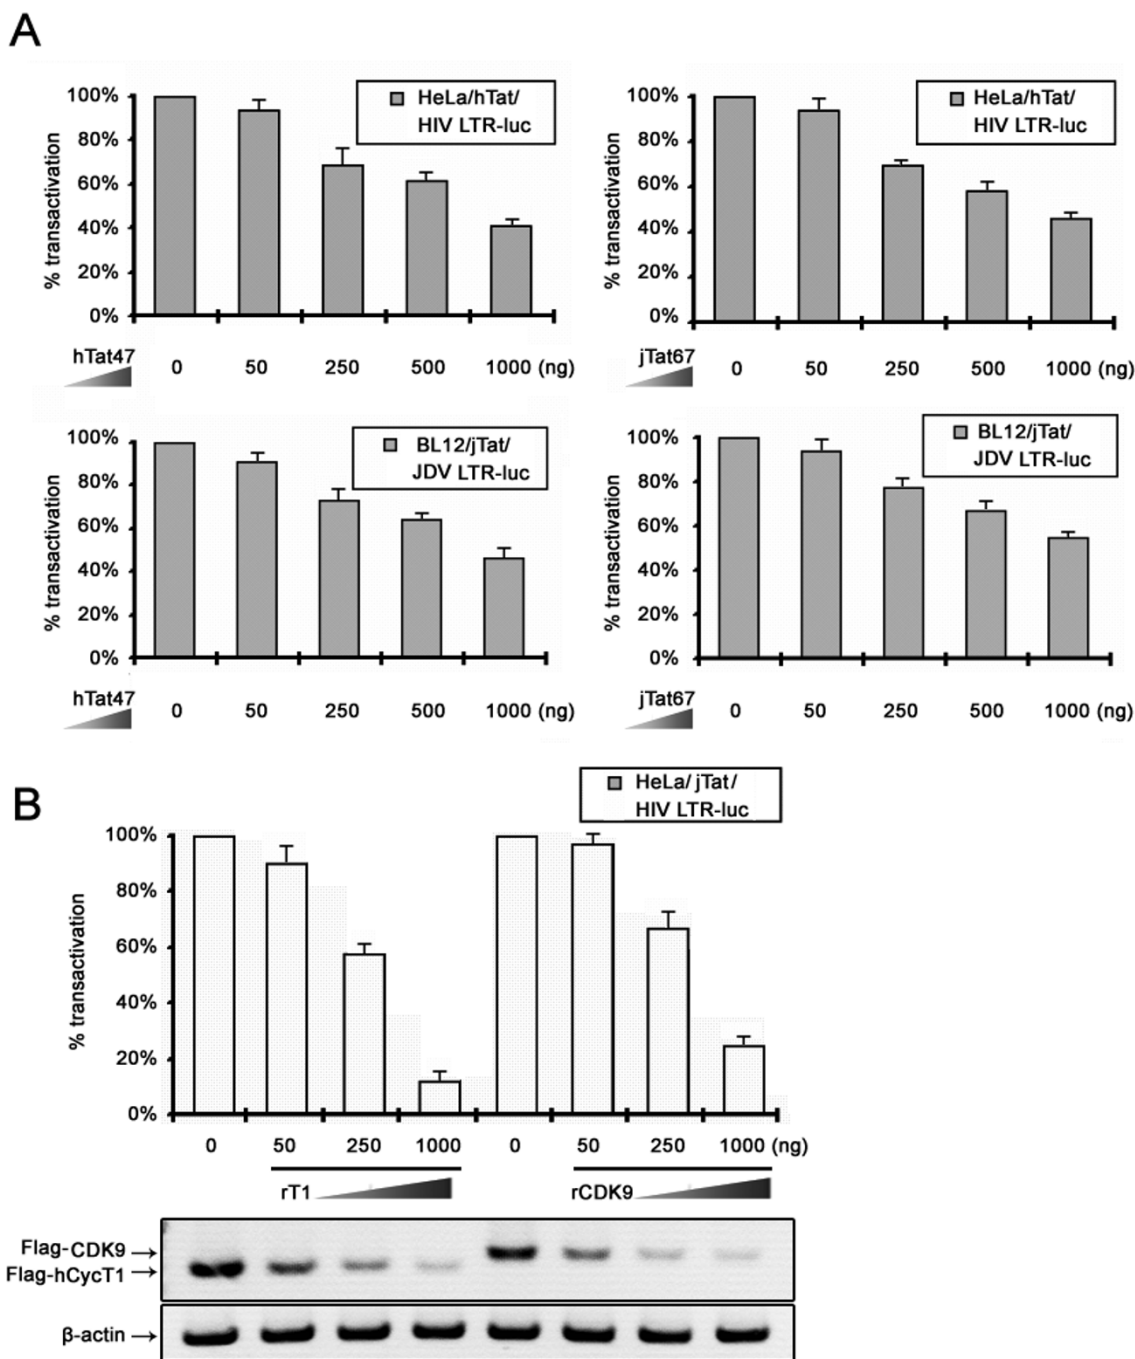 A
HeLa/hTat/
HIV LTR-luc
100%
80%
60%
40%
20%
0%
% transactivation
hTat47
0 50 250 500 1000 (ng)
HeLa/hTat/
HIV LTR-luc
100%
80%
60%
40%
20%
0%
% transactivation
jTat67
0 50 250 500 1000 (ng)
BL12/jTat/
JDV LTR-luc
100%
80%
60%
40%
20%
0%
% transactivation
hTat47
0 50 250 500 1000 (ng)
BL12/jTat/
JDV LTR-luc
100%
80%
60%
40%
20%
0%
% transactivation
jTat67
0 50 250 500 1000 (ng)
B
HeLa/ jTat/
HIV LTR-luc
100%
80%
60%
40%
20%
0%
% transactivation
0 50 250 1000 0 50 250 1000 (ng)
rT1 rCDK9
Flag-CDK9
Flag-hCycT1
β-actin